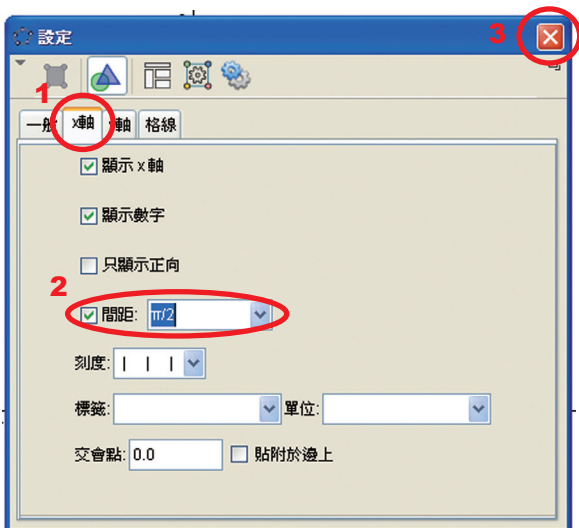 設定
3
1
一般 x軸 y軸 格線
顯示 x 軸
顯示數字
只顯示正向
2
間距: π/2
刻度: | | |
標籤: 單位:
交會點: 0.0 貼附於邊上